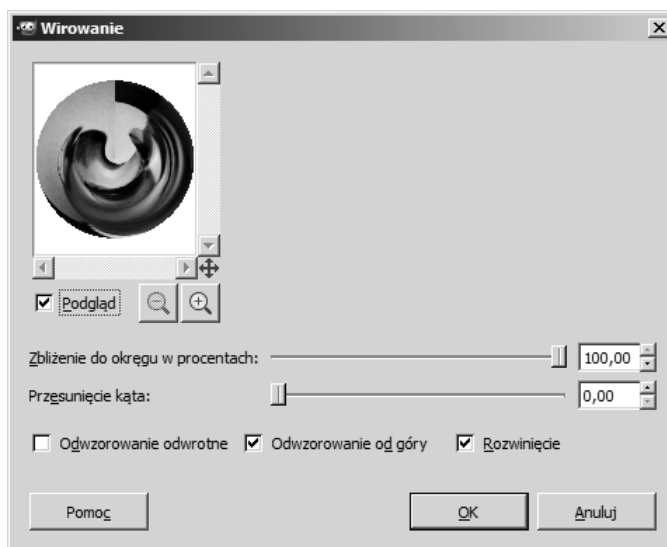 Wirowanie
Podgląd
Zbliżenie do okręgu w procentach: 100,00
Przesunięcie kąta: 0,00
Odwzorowanie odwrotne Odwzorowanie od góry Rozwinięcie
Pomoc OK Anuluj